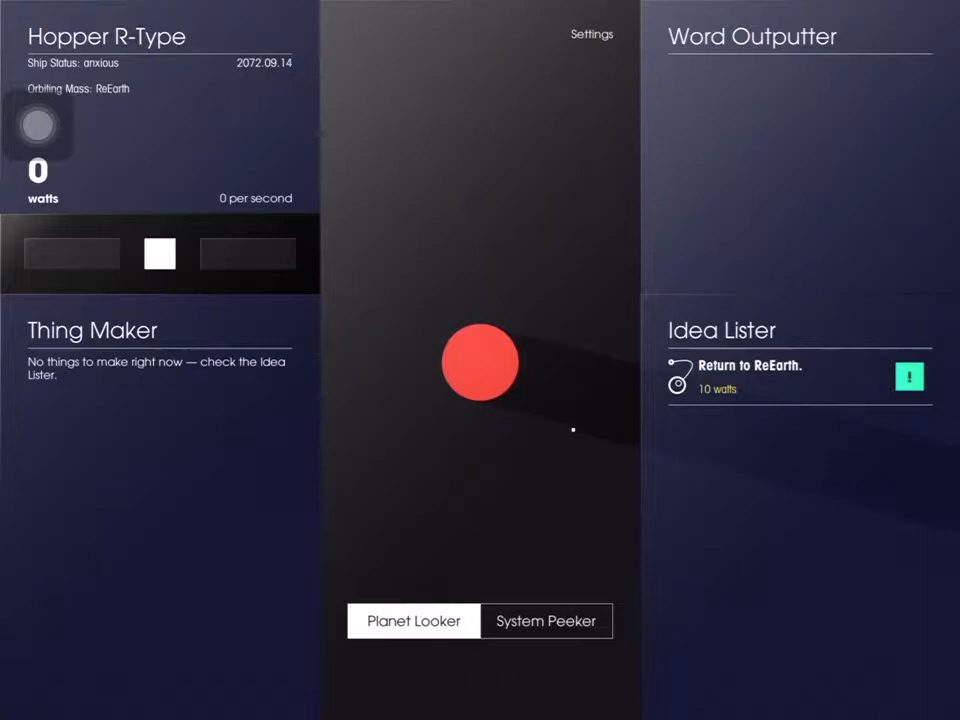 Hopper R-Type
Ship Status: anxious
2072.09.14
Orbiting Mass: ReEarth
0
watts
0 per second
Thing Maker
No things to make right now — check the Idea
Lister.
Settings
Planet Looker
System Peeker
Word Outputter
Idea Lister
Return to ReEarth.
10 watts
!